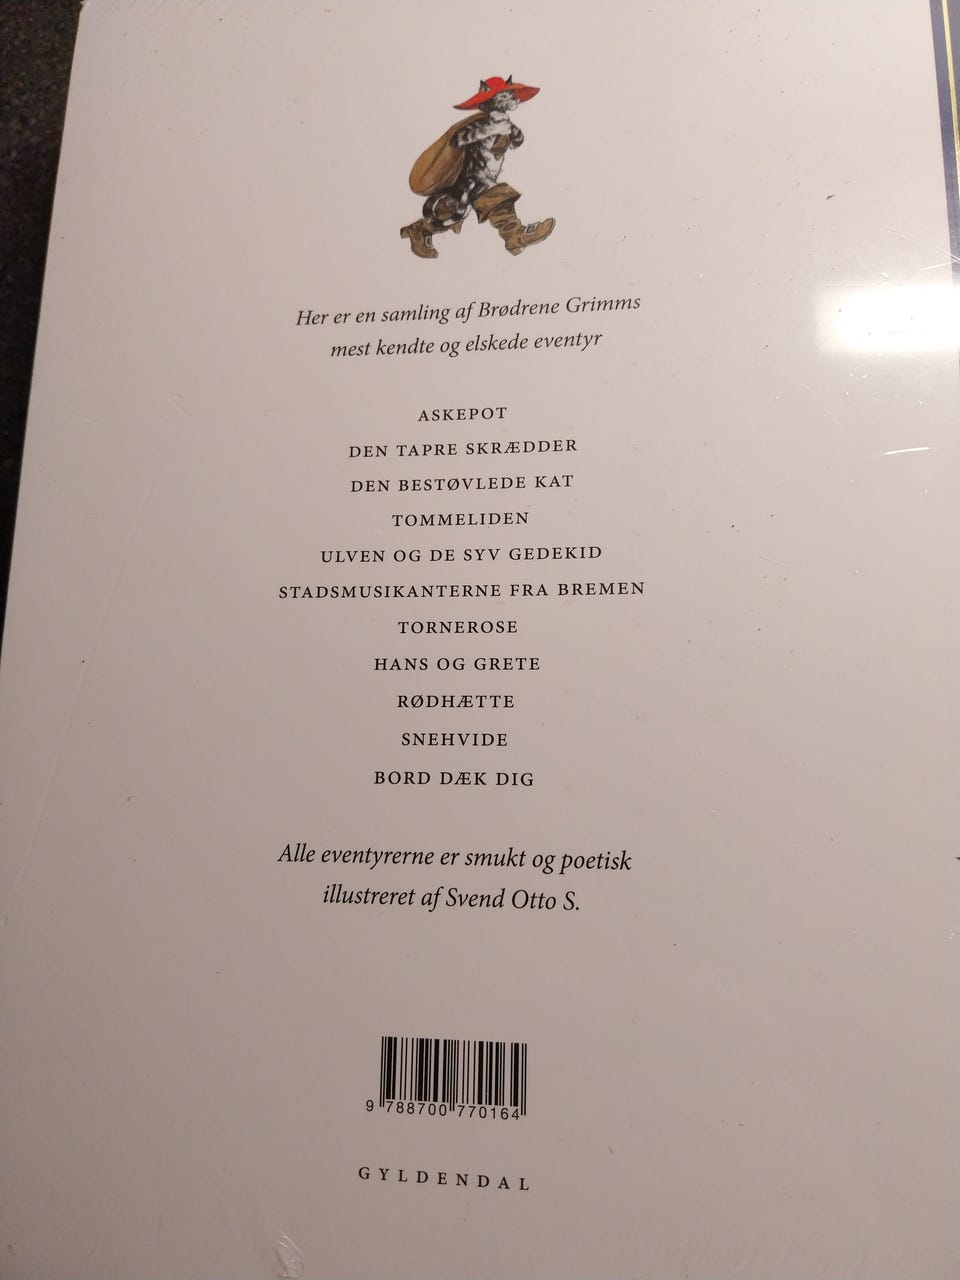 Her er en samling af Brødrene Grimms
mest kendte og elskede eventyr
ASKEPOT
DEN TAPRE SKRÆDDER
DEN BESTØVLEDE KAT
TOMMELIDEN
ULVEN OG DE SYV GEDEKID
STADSMUSIKANTERNE FRA BREMEN
TORNEROSE
HANS OG GRETE
RØDHÆTTE
SNEHVIDE
BORD DÆK DIG
Alle eventyrerne er smukt og poetisk
illustreret af Svend Otto S.
9 788700 770164
GYLDENDAL